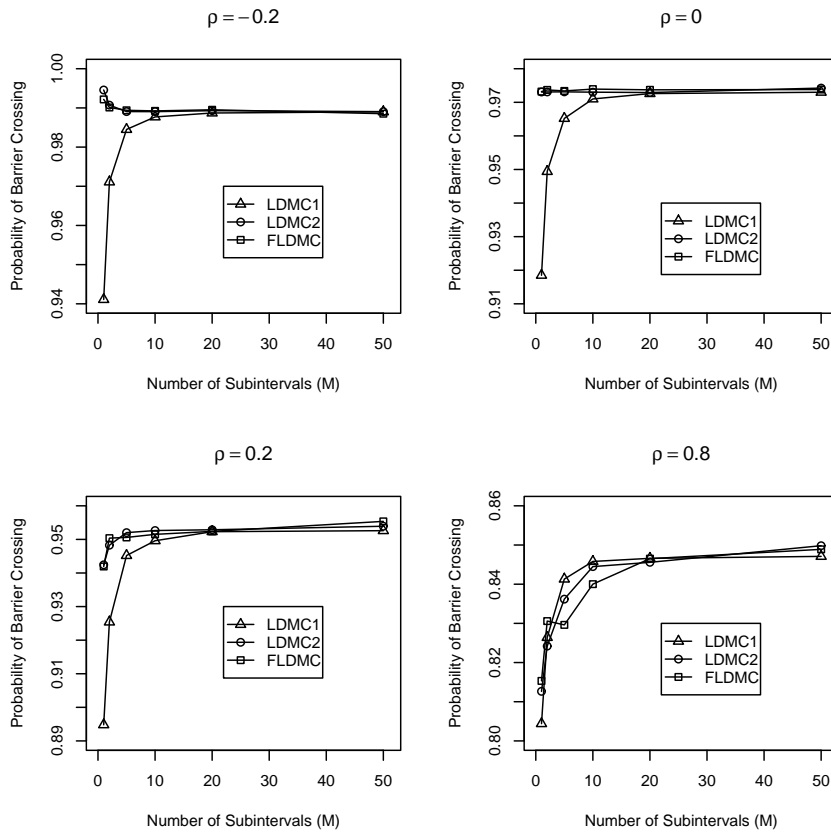 ρ = −0.2
Probability of Barrier Crossing
1.00
0.98
0.96
0.94
LDMC1
LDMC2
FLDMC
0 10 20 30 40 50
Number of Subintervals (M)
ρ = 0
Probability of Barrier Crossing
0.97
0.95
0.93
0.91
LDMC1
LDMC2
FLDMC
0 10 20 30 40 50
Number of Subintervals (M)
ρ = 0.2
Probability of Barrier Crossing
0.95
0.93
0.91
0.89
LDMC1
LDMC2
FLDMC
0 10 20 30 40 50
Number of Subintervals (M)
ρ = 0.8
Probability of Barrier Crossing
0.86
0.84
0.82
0.80
LDMC1
LDMC2
FLDMC
0 10 20 30 40 50
Number of Subintervals (M)